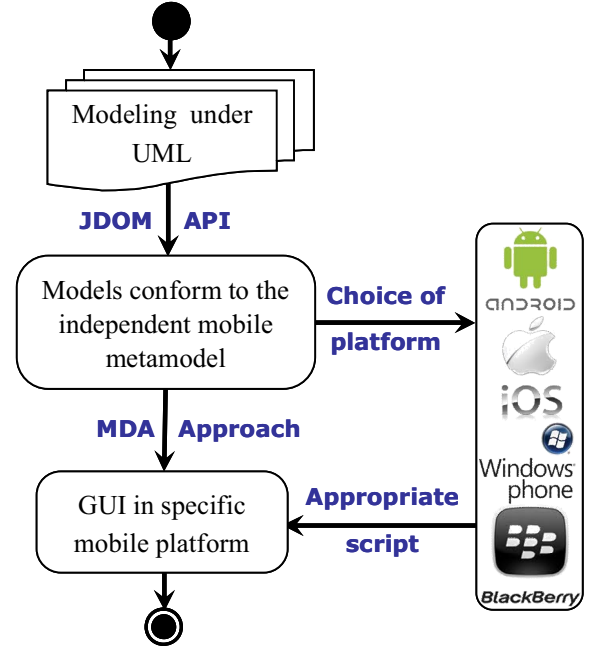 Modeling under
UML
JDOM API
Models conform to the
independent mobile
metamodel
Choice of
platform
android
iOS
Windows
phone
BlackBerry
MDA Approach
Appropriate
script
GUI in specific
mobile platform